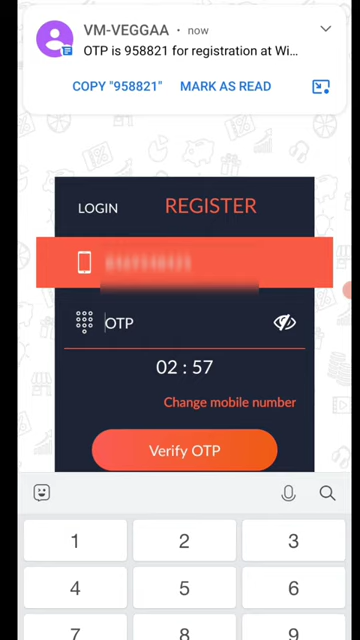 VM-VEGGAA • now
OTP is 958821 for registration at Wi...
COPY "958821" MARK AS READ
LOGIN REGISTER
OTP
02 : 57
Change mobile number
Verify OTP
1 2 3
4 5 6
7 8 9